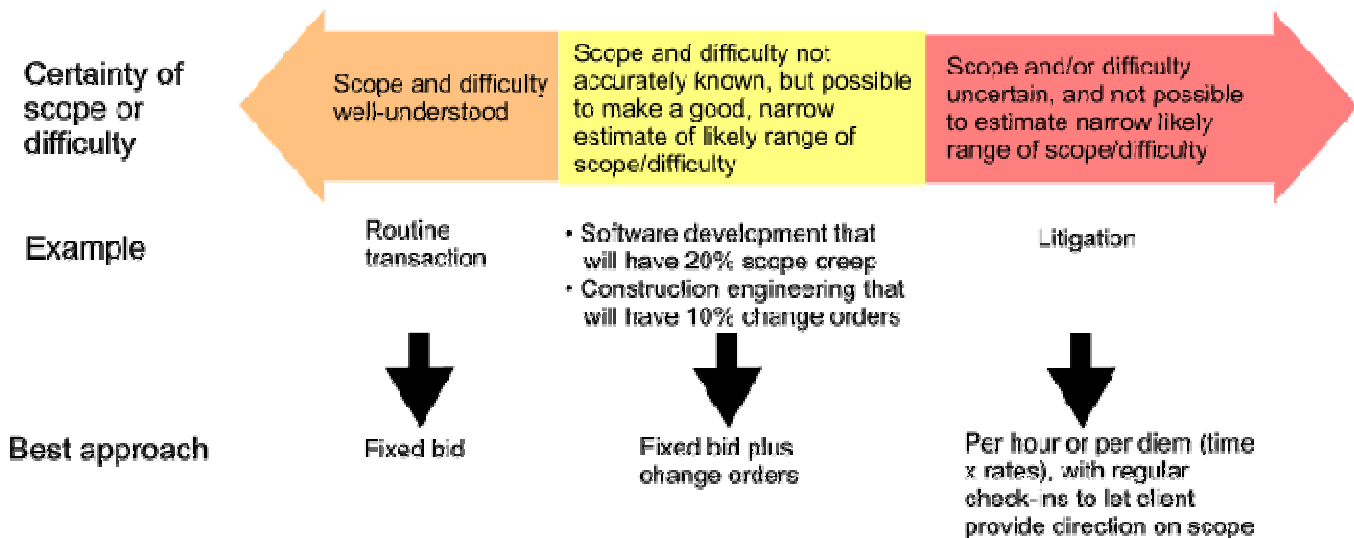 Certainty of
scope or
difficulty
Scope and difficulty
well-understood
Scope and difficulty not
accurately known, but possible
to make a good, narrow
estimate of likely range of
scope/difficulty
Scope and/or difficulty
uncertain, and not possible
to estimate narrow likely
range of scope/difficulty
Example
Routine
transaction
• Software development that
will have 20% scope creep
• Construction engineering that
will have 10% change orders
Litigation
Best approach
Fixed bid
Fixed bid plus
change orders
Per hour or per diem (time
x rates), with regular
check-ins to let client
provide direction on scope